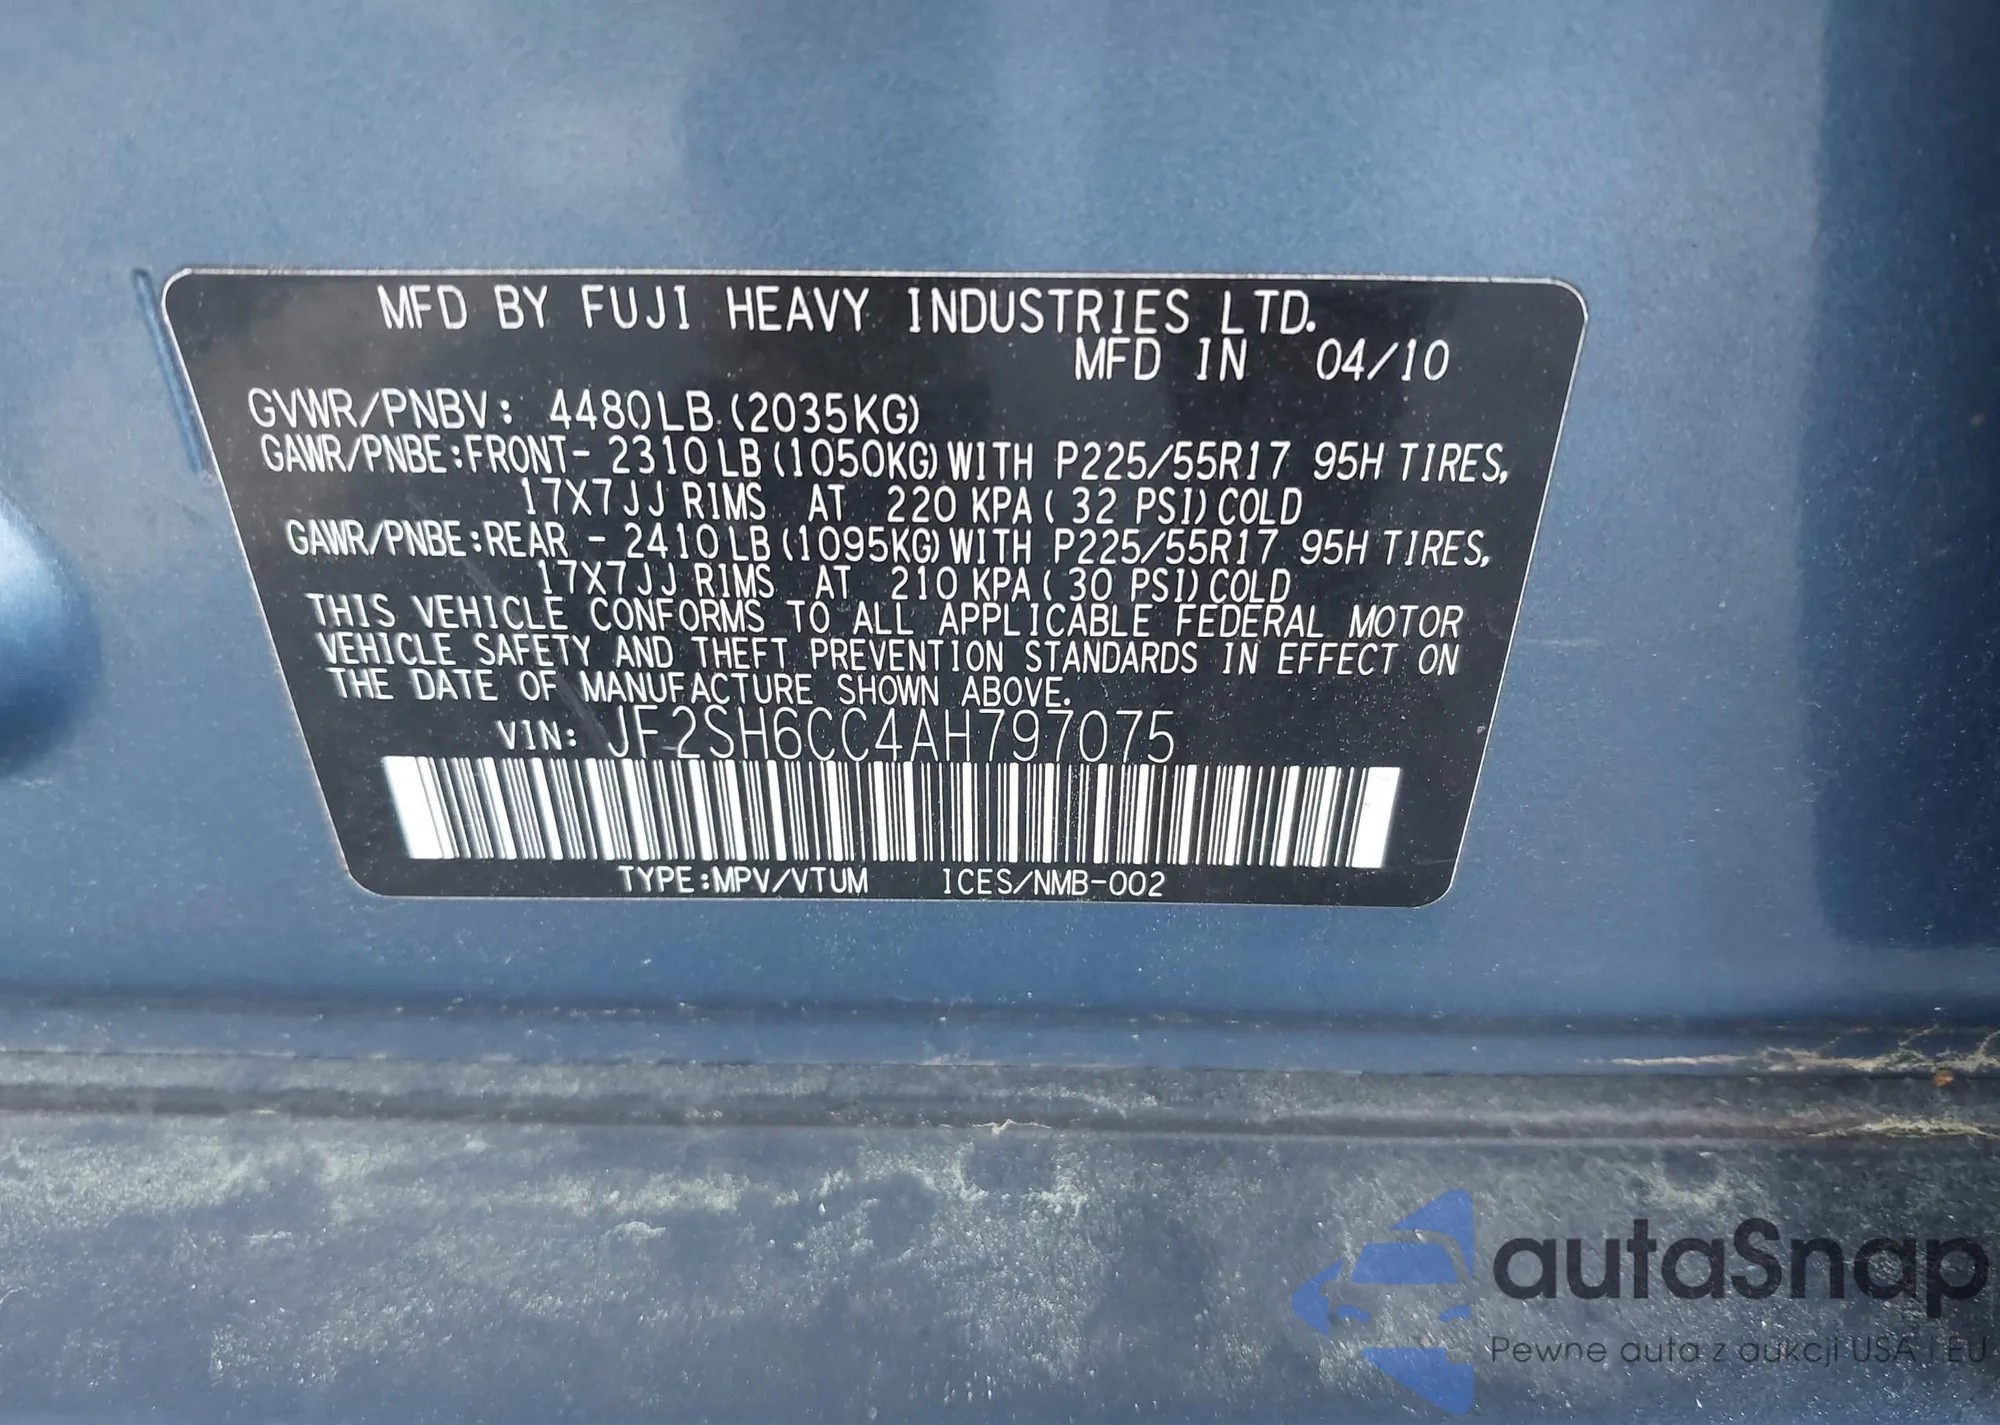 MFD BY FUJI HEAVY INDUSTRIES LTD.
MFD IN 04/10
GVWR/PNBV: 4480LB (2035KG)
GAWR/PNBE:FRONT- 2310LB (1050KG) WITH P225/55R17 95H TIRES,
17X7JJ RIMS AT 220 KPA ( 32 PSI) COLD
GAWR/PNBE:REAR - 2410LB (1095KG) WITH P225/55R17 95H TIRES,
17X7JJ RIMS AT 210 KPA ( 30 PSI) COLD
THIS VEHICLE CONFORMS TO ALL APPLICABLE FEDERAL MOTOR
VEHICLE SAFETY AND THEFT PREVENTION STANDARDS IN EFFECT ON
THE DATE OF MANUFACTURE SHOWN ABOVE.
VIN: JF2SH6CC4AH797075
TYPE:MPV/VTUM ICES/NMB-002
autaSnap
Pewne auta z aukcji USA i EU